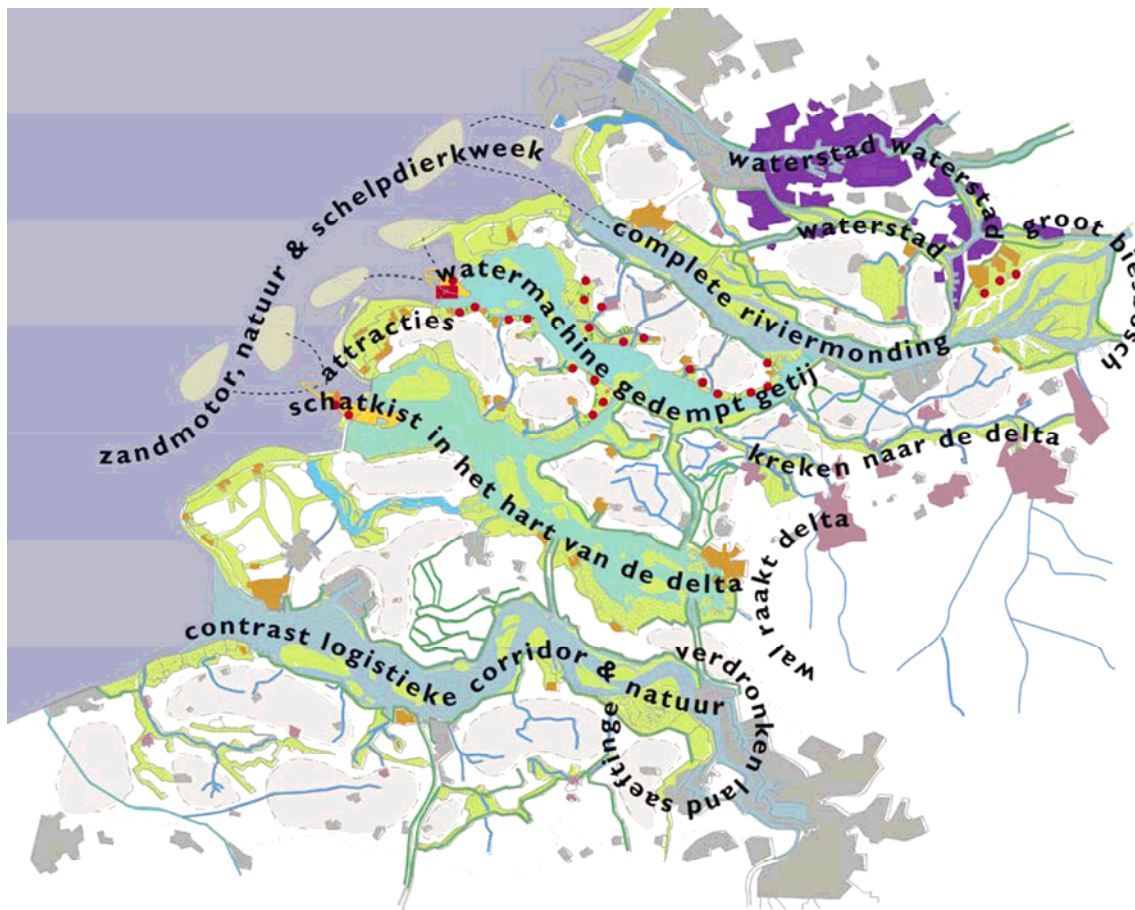 waterstad waterstad waterstad
groot biesbosch
waterstad
zandmotor, natuur & schelpdierkweek
complete riviermonding
watermachine gedempt getij
attracties
schatkist in het hart van de delta
kreken naar de delta
wal raakt delta
contrast logistieke corridor & natuur
verdronken land saeftinge